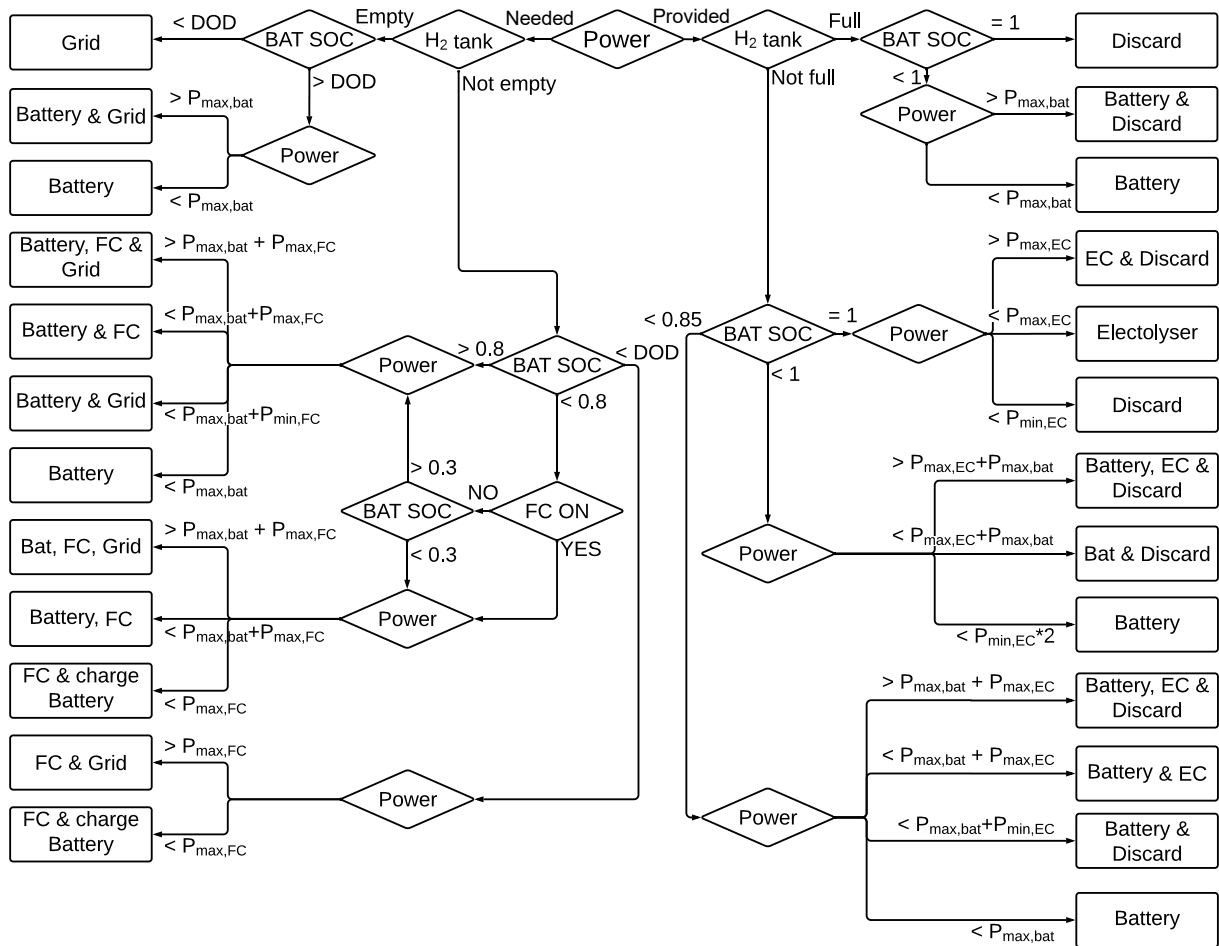 Empty
Needed
Provided
Full
< DOD
= 1
Grid
BAT SOC
H2 tank
Power
H2 tank
BAT SOC
Discard
> DOD
Not empty
Not full
< 1
> Pmax,bat
Battery & Grid
Power
> Pmax,bat
Battery &
Discard
Power
Battery
< Pmax,bat
Battery
< Pmax,bat
Battery, FC &
Grid
> Pmax,bat + Pmax,FC
< Pmax,bat+Pmax,FC
Battery & FC
Battery & Grid
< Pmax,bat+Pmin,FC
Battery
< Pmax,bat
Power
> 0.8
BAT SOC
< DOD
< 0.8
> 0.3
BAT SOC
NO
FC ON
< 0.3
YES
Power
> Pmax,bat + Pmax,FC
Bat, FC, Grid
Battery, FC
< Pmax,bat+Pmax,FC
FC & charge
Battery
< Pmax,FC
> Pmax,FC
FC & Grid
Power
FC & charge
Battery
< Pmax,FC
< 0.85
BAT SOC
= 1
Power
> Pmax,EC
EC & Discard
< Pmax,EC
Electolyser
< Pmin,EC
Discard
< 1
Power
> Pmax,EC+Pmax,bat
Battery, EC &
Discard
< Pmax,EC+Pmax,bat
Bat & Discard
< Pmin,EC*2
Battery
Power
> Pmax,bat + Pmax,EC
Battery, EC &
Discard
< Pmax,bat + Pmax,EC
Battery & EC
< Pmax,bat+Pmin,EC
Battery &
Discard
< Pmax,bat
Battery